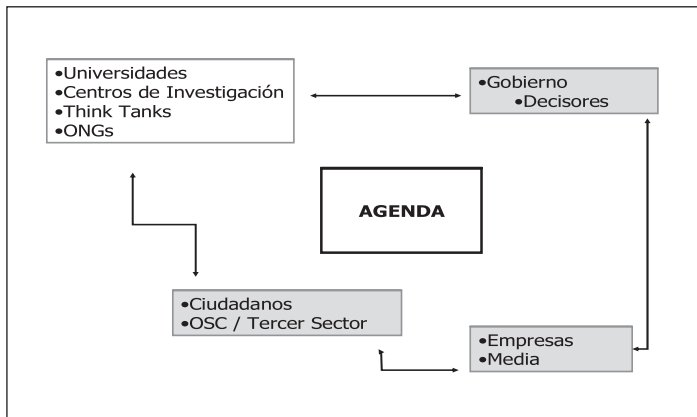 •Universidades
•Centros de Investigación
•Think Tanks
•ONGs
•Gobierno
•Decisores
AGENDA
•Ciudadanos
•OSC / Tercer Sector
•Empresas
•Media